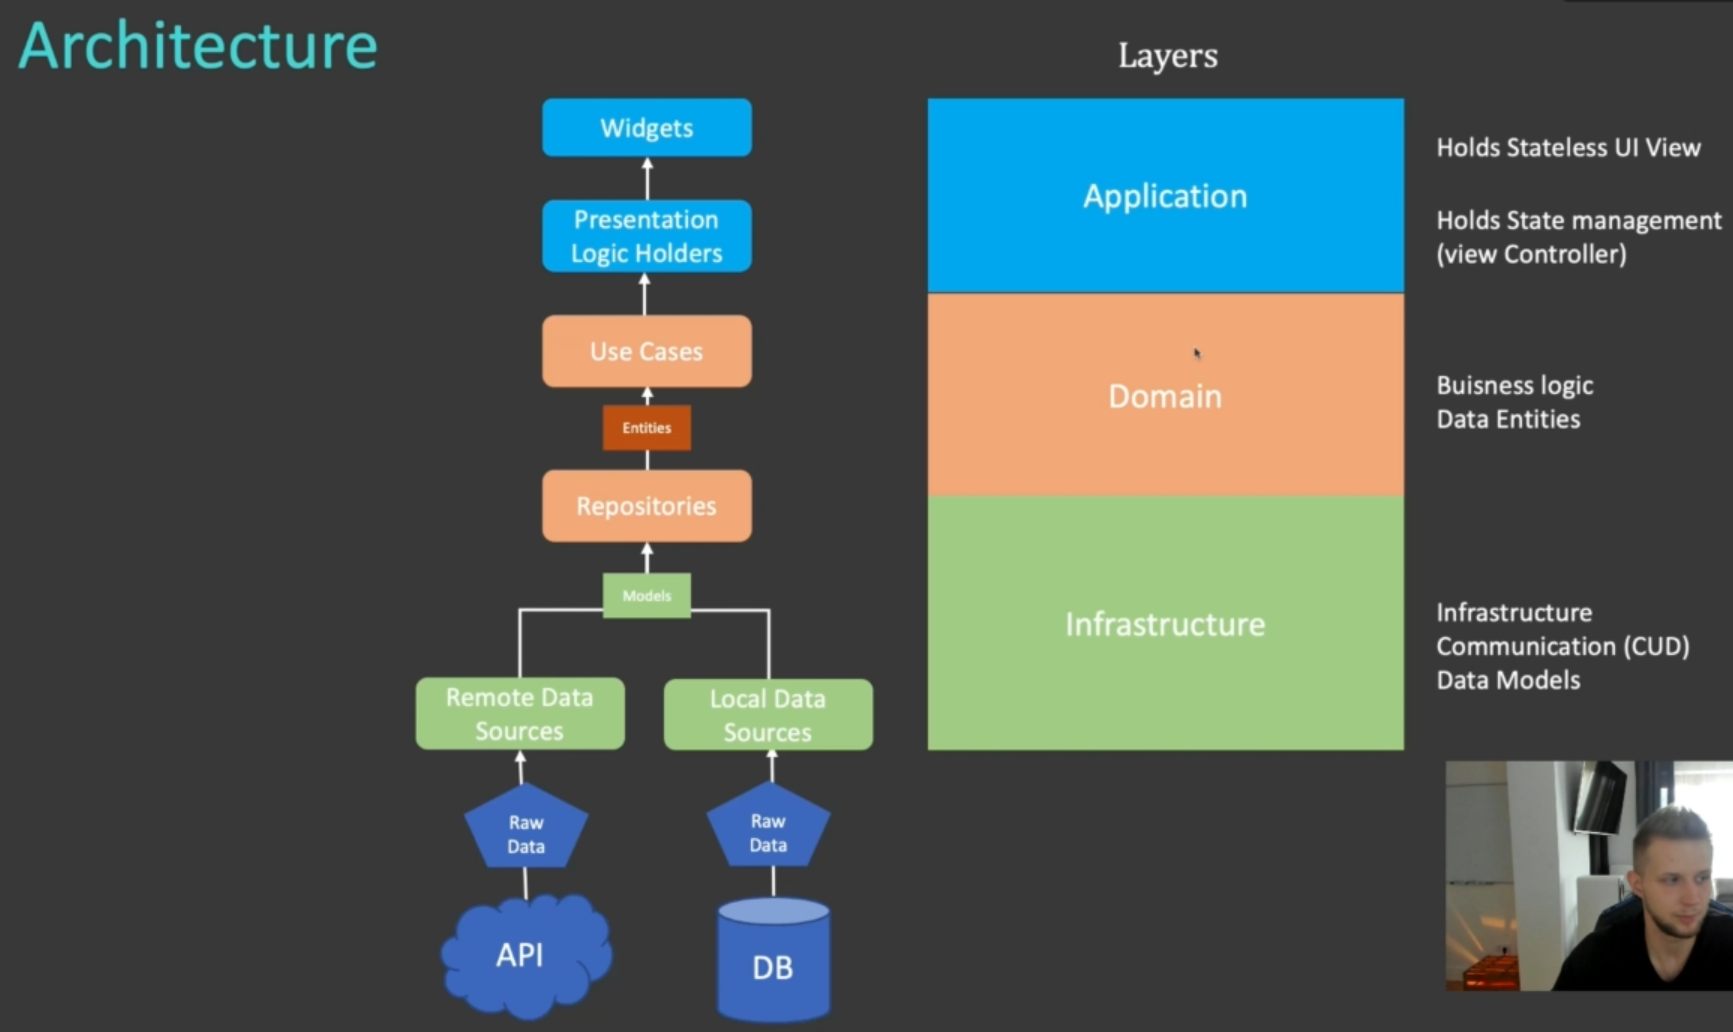 Architecture
Layers
Widgets
Presentation
Logic Holders
Use Cases
Entities
Repositories
Models
Remote Data
Sources
Local Data
Sources
Raw
Data
Raw
Data
API
DB
Application
Domain
Infrastructure
Holds Stateless UI View
Holds State management
(view Controller)
Buisness logic
Data Entities
Infrastructure
Communication (CUD)
Data Models